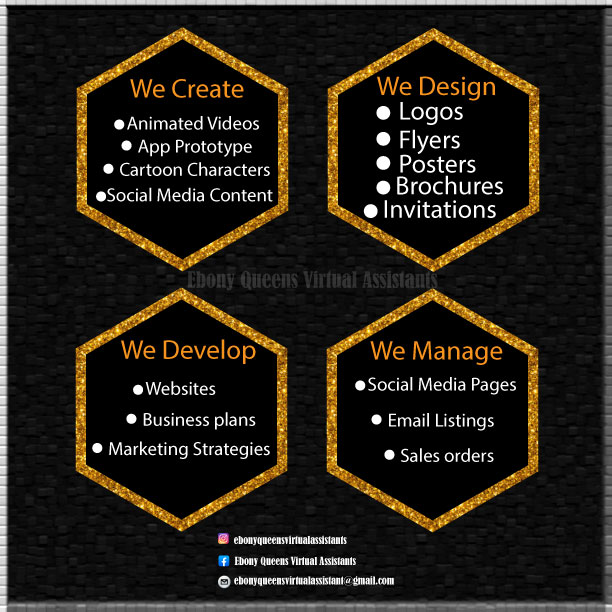 We Create
● Animated Videos
● App Prototype
● Cartoon Characters
● Social Media Content
We Design
● Logos
● Flyers
● Posters
● Brochures
● Invitations
Ebony Queens Virtual Assistants
We Develop
● Websites
● Business plans
● Marketing Strategies
We Manage
● Social Media Pages
● Email Listings
● Sales orders
ebonyqueensvirtualassistants
Ebony Queens Virtual Assistants
ebonyqueensvirtualassistant@gmail.com